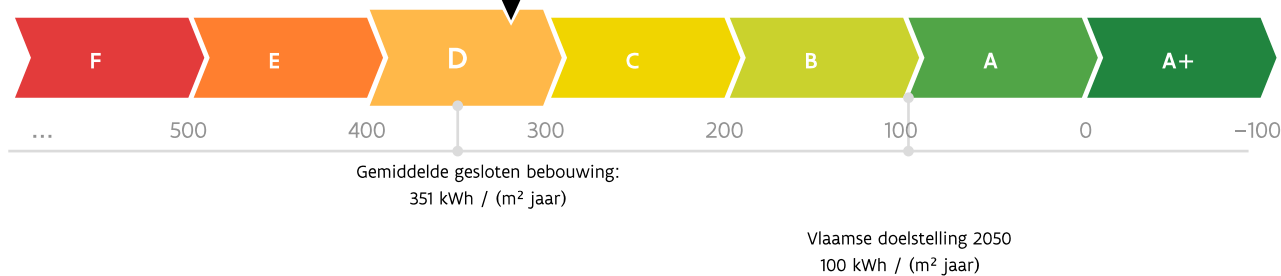 F E D C B A A+
... 500 400 300 200 100 0 –100
Gemiddelde gesloten bebouwing:
351 kWh / (m² jaar)
Vlaamse doelstelling 2050
100 kWh / (m² jaar)